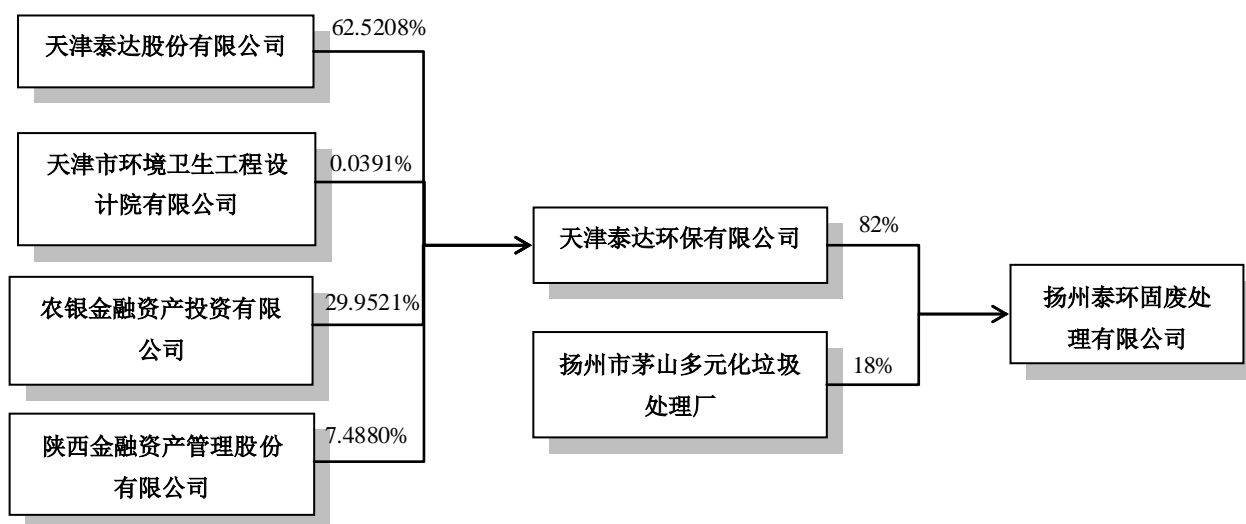 天津泰达股份有限公司
62.5208%
天津市环境卫生工程设
计院有限公司
0.0391%
农银金融资产投资有限
公司
29.9521%
陕西金融资产管理股份
有限公司
7.4880%
天津泰达环保有限公司
82%
扬州市茅山多元化垃圾
处理厂
18%
扬州泰环固废处
理有限公司